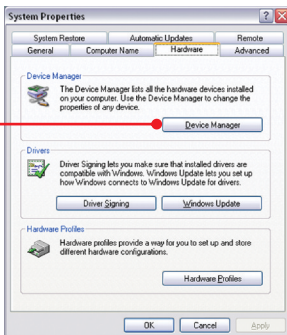 System Properties
System Restore Automatic Updates Remote
General Computer Name Hardware Advanced
Device Manager
The Device Manager lists all the hardware devices installed
on your computer. Use the Device Manager to change the
properties of any device.
Device Manager
Drivers
Driver Signing lets you make sure that installed drivers are
compatible with Windows. Windows Update lets you set up
how Windows connects to Windows Update for drivers.
Driver Signing Windows Update
Hardware Profiles
Hardware profiles provide a way for you to set up and store
different hardware configurations.
Hardware Profiles
OK Cancel Apply